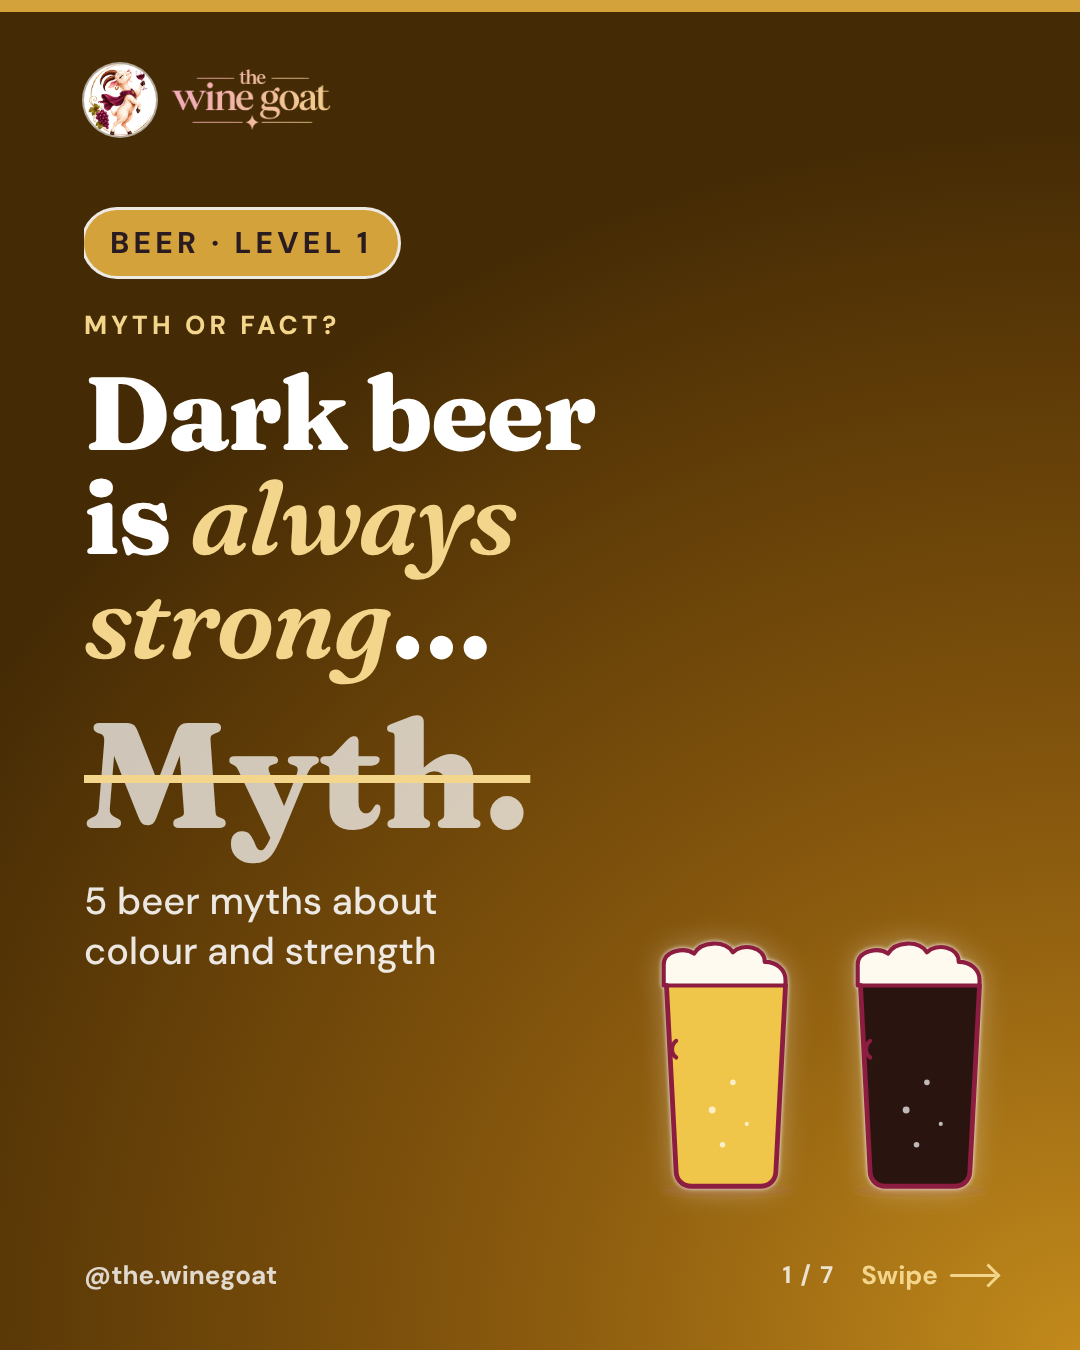 the
wine goat
BEER · LEVEL 1
MYTH OR FACT?
Dark beer
is always
strong...
Myth.
5 beer myths about
colour and strength
@the.winegoat
1 / 7 Swipe